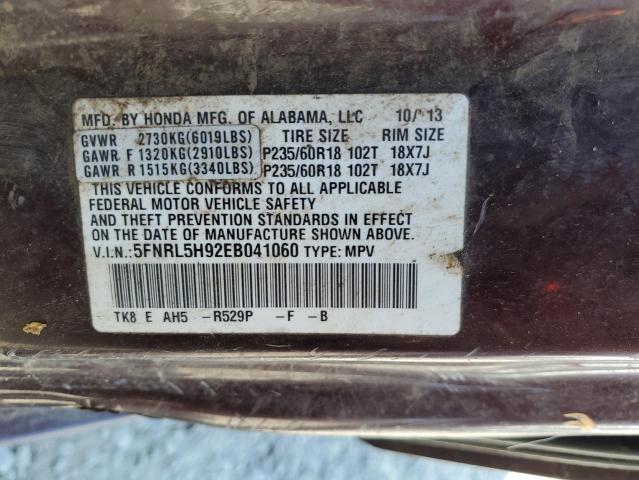 MFD. BY HONDA MFG. OF ALABAMA, LLC 10/'13
GVWR 2730KG(6019LBS) TIRE SIZE RIM SIZE
GAWR F 1320KG(2910LBS) P235/60R18 102T 18X7J
GAWR R 1515KG(3340LBS) P235/60R18 102T 18X7J
THIS VEHICLE CONFORMS TO ALL APPLICABLE
FEDERAL MOTOR VEHICLE SAFETY
AND THEFT PREVENTION STANDARDS IN EFFECT
ON DATE OF MANUFACTURE SHOWN ABOVE.
V.I.N.: 5FNRL5H92EB041060 TYPE: MPV
TK8 E AH5 -R529P -F -B